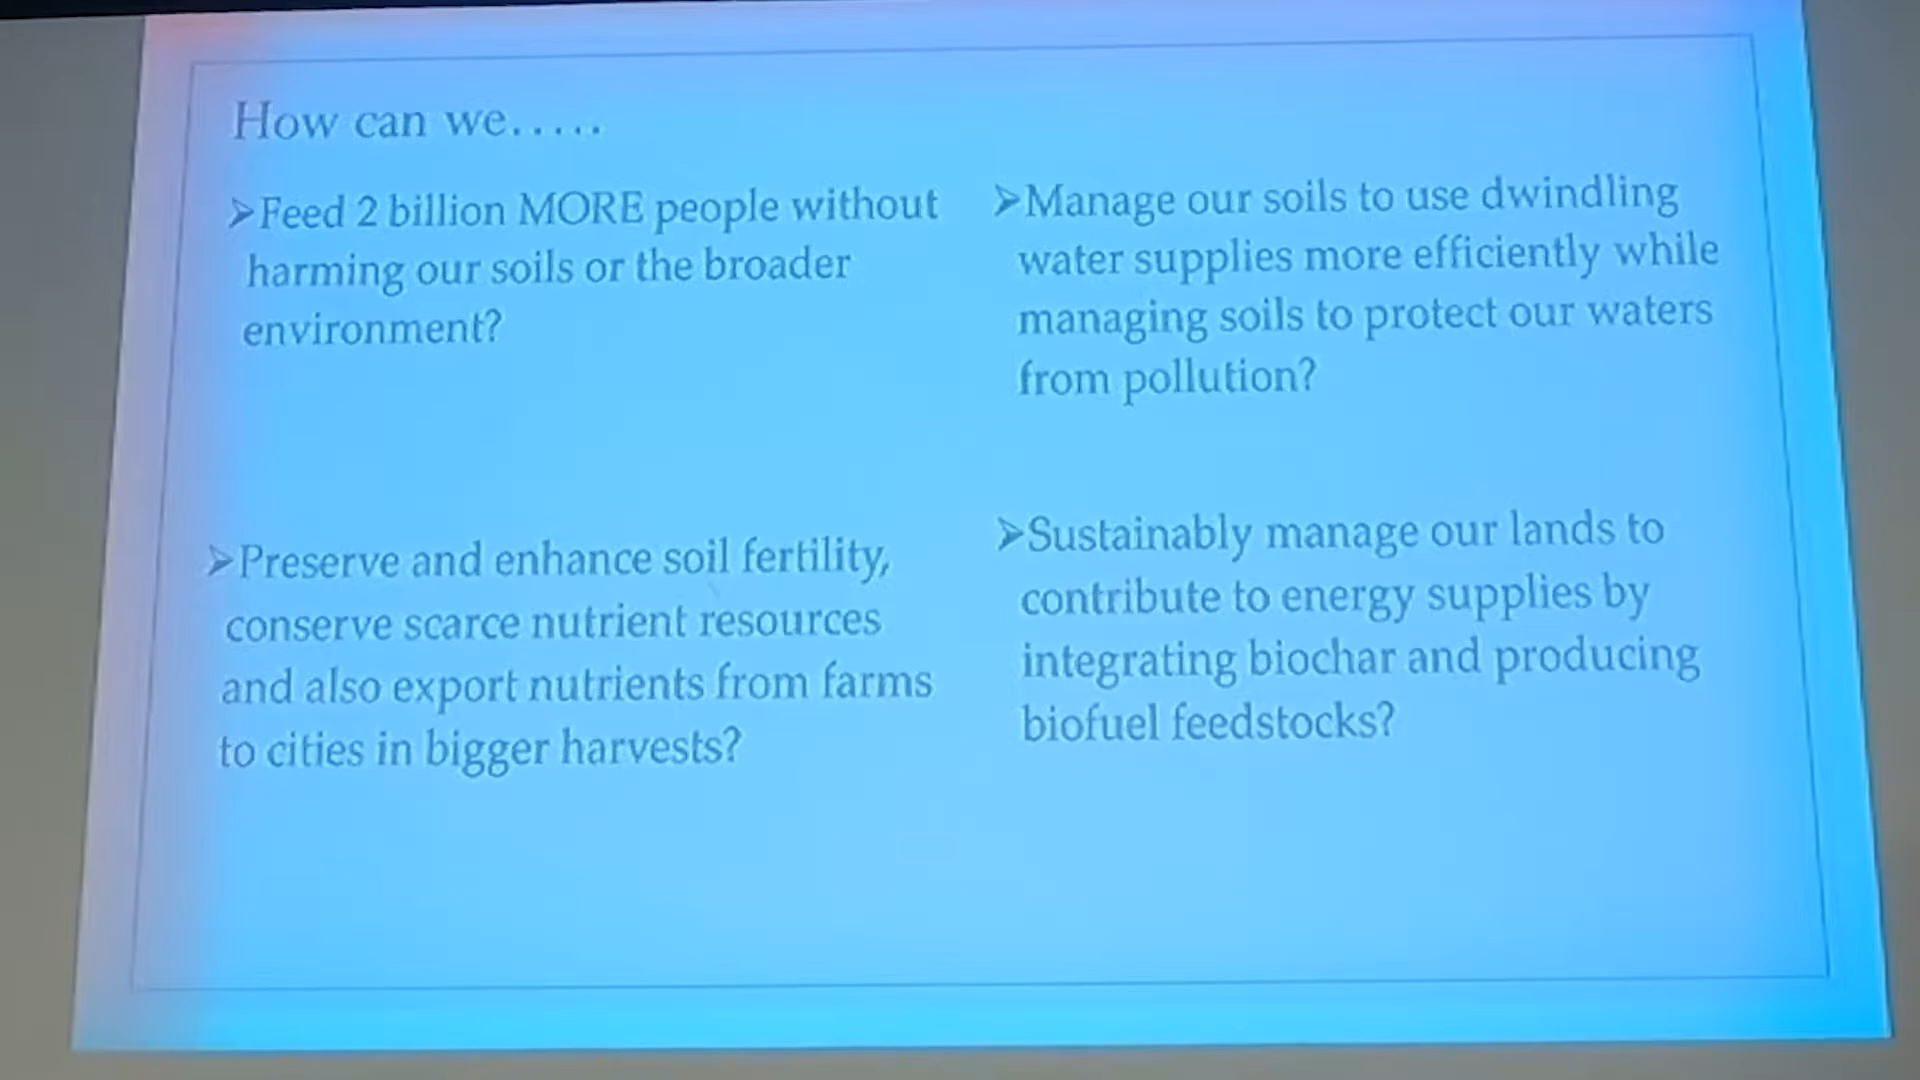 How can we.....
➢Feed 2 billion MORE people without
harming our soils or the broader
environment?
➢Preserve and enhance soil fertility,
conserve scarce nutrient resources
and also export nutrients from farms
to cities in bigger harvests?
➢Manage our soils to use dwindling
water supplies more efficiently while
managing soils to protect our waters
from pollution?
➢Sustainably manage our lands to
contribute to energy supplies by
integrating biochar and producing
biofuel feedstocks?